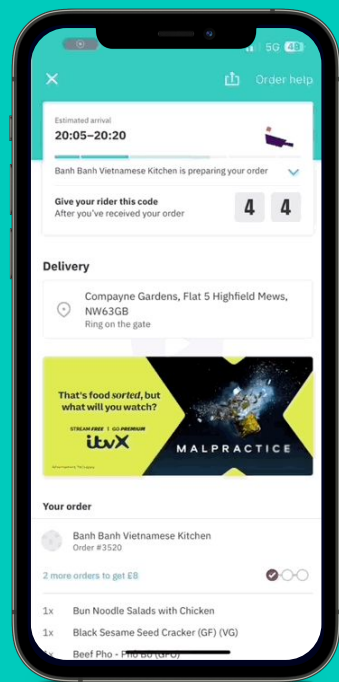 5G 49
Order help
Estimated arrival
20:05–20:20
Banh Banh Vietnamese Kitchen is preparing your order
Give your rider this code
After you've received your order
4 4
Delivery
Compayne Gardens, Flat 5 Highfield Mews,
NW63GB
Ring on the gate
That's food sorted, but
what will you watch?
STREAM FREE | GO PREMIUM
itvX
MALPRACTICE
Your order
Banh Banh Vietnamese Kitchen
Order #3520
2 more orders to get £8
1x Bun Noodle Salads with Chicken
1x Black Sesame Seed Cracker (GF) (VG)
1x Beef Pho - Pho Bo (GFO)